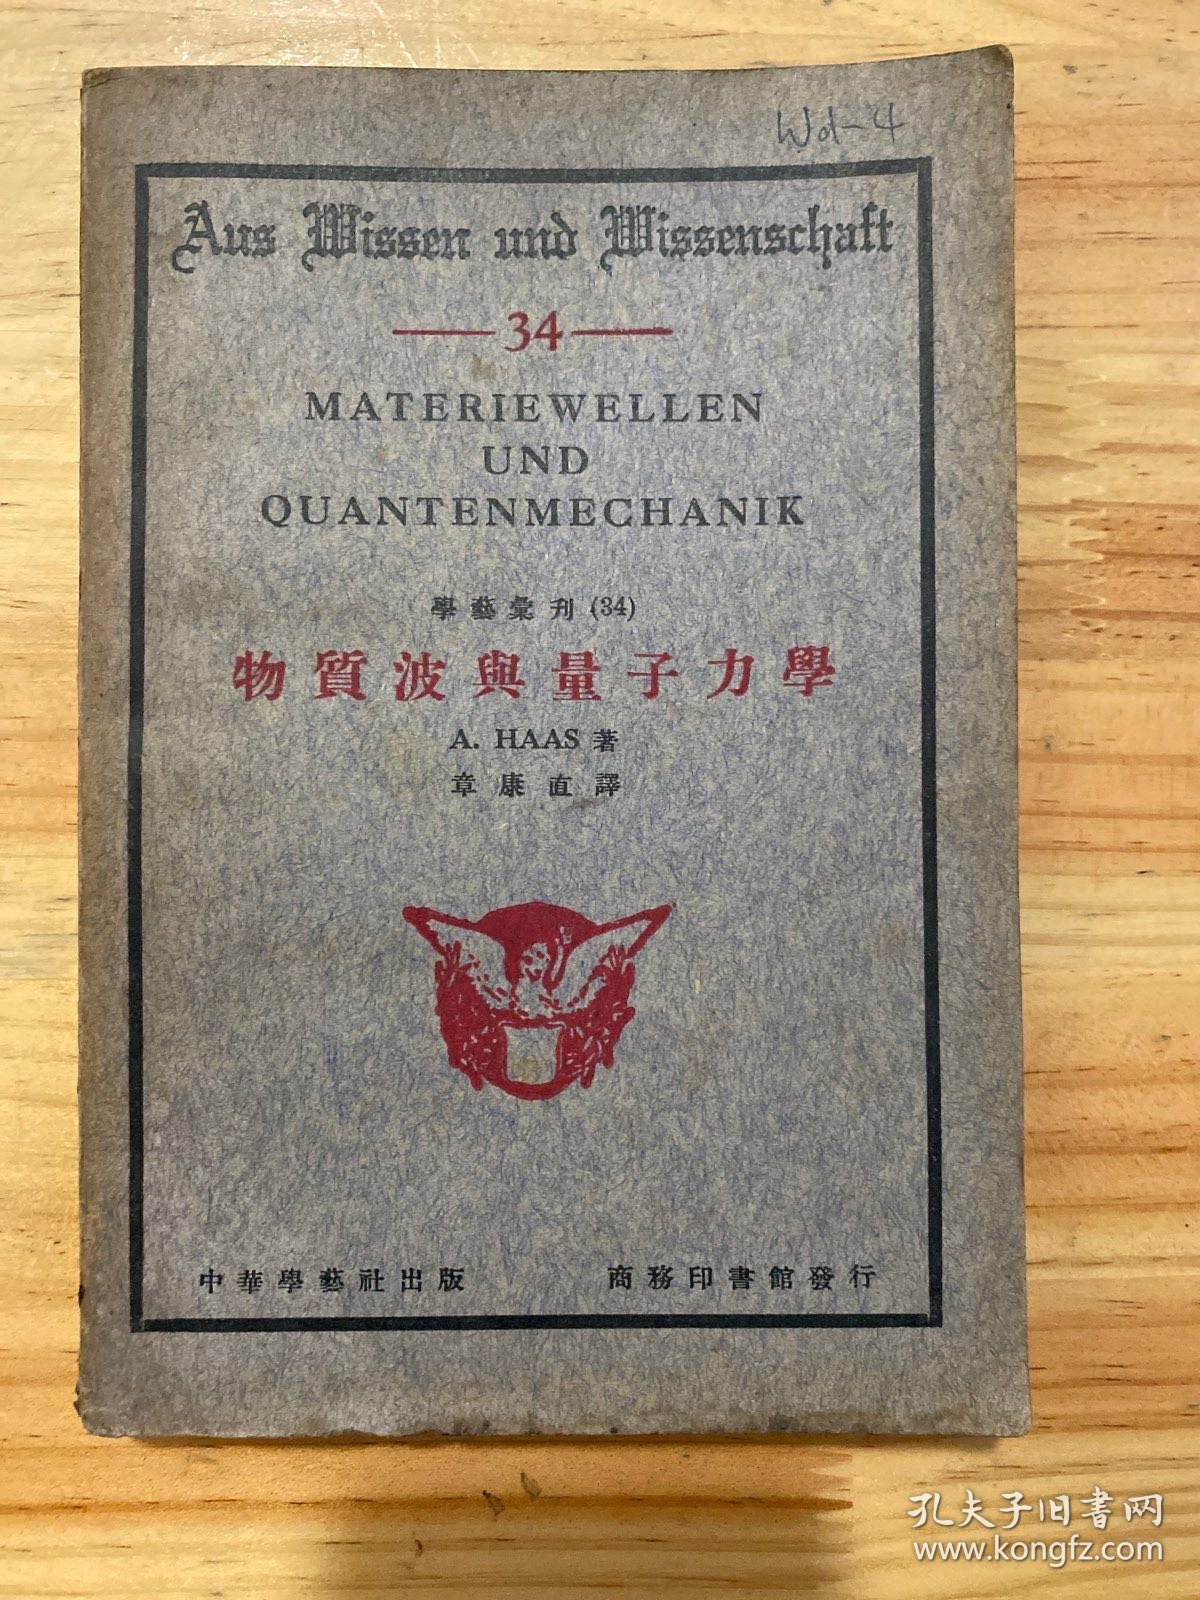 Wd-4
Aus Wissen und Wissenschaft
34
MATERIEWELLEN
UND
QUANTENMECHANIK
學藝彙刊 (34)
物質波與量子力學
A. HAAS 著
章康直譯
中華學藝社出版 商務印書館發行
孔夫子旧书网
www.kongfz.com